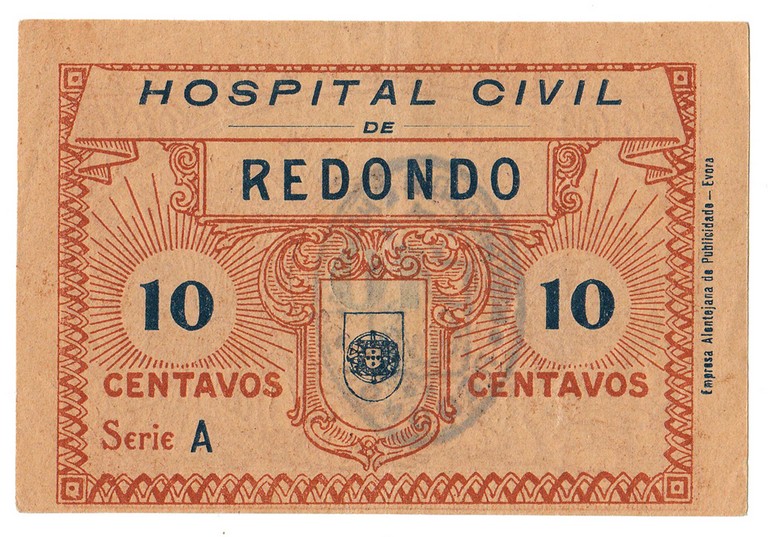 HOSPITAL CIVIL
DE
REDONDO
10
CENTAVOS
10
CENTAVOS
Serie A
Empresa Alentejana de Publicidade — Evora